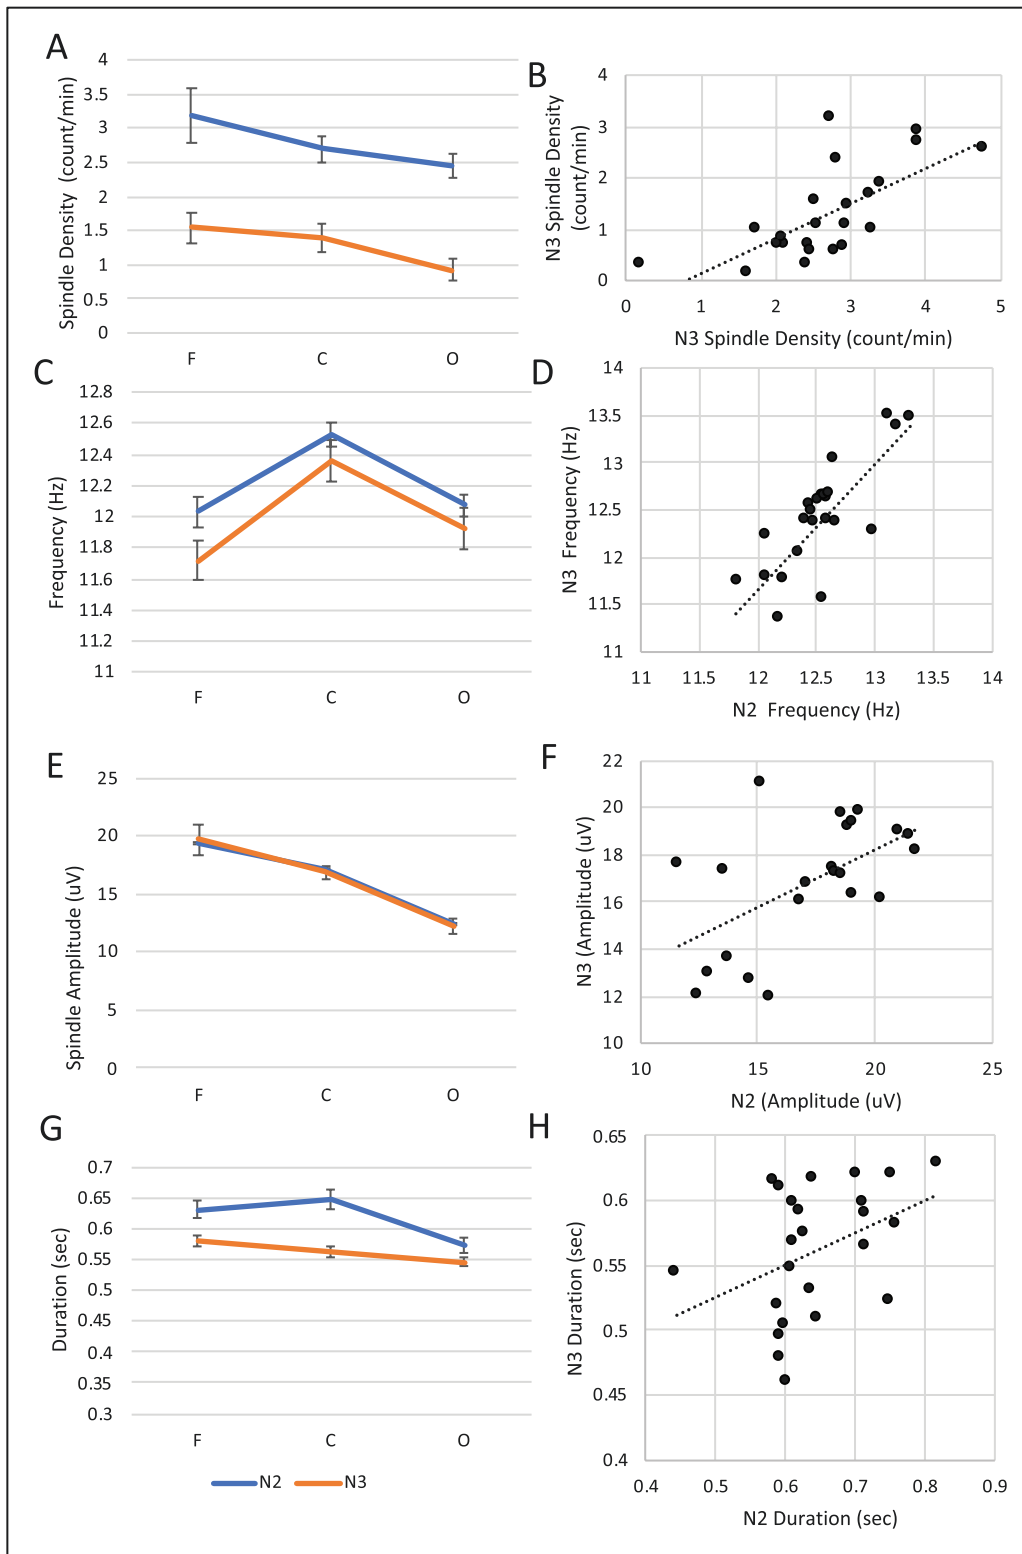 A
Spindle Density (count/min)
4
3.5
3
2.5
2
1.5
1
0.5
0
F C O
B
N3 Spindle Density
(count/min)
4
3
2
1
0
0 1 2 3 4 5
N3 Spindle Density (count/min)
C
Frequency (Hz)
12.8
12.6
12.4
12.2
12
11.8
11.6
11.4
11.2
11
F C O
D
N3 Frequency (Hz)
14
13.5
13
12.5
12
11.5
11
11 11.5 12 12.5 13 13.5 14
N2 Frequency (Hz)
E
Spindle Amplitude (uV)
25
20
15
10
5
0
F C O
F
N3 (Amplitude (uV)
22
20
18
16
14
12
10
10 15 20 25
N2 (Amplitude (uV)
G
Duration (sec)
0.7
0.65
0.6
0.55
0.5
0.45
0.4
0.35
0.3
F C O
N2 N3
H
N3 Duration (sec)
0.65
0.6
0.55
0.5
0.45
0.4
0.4 0.5 0.6 0.7 0.8 0.9
N2 Duration (sec)